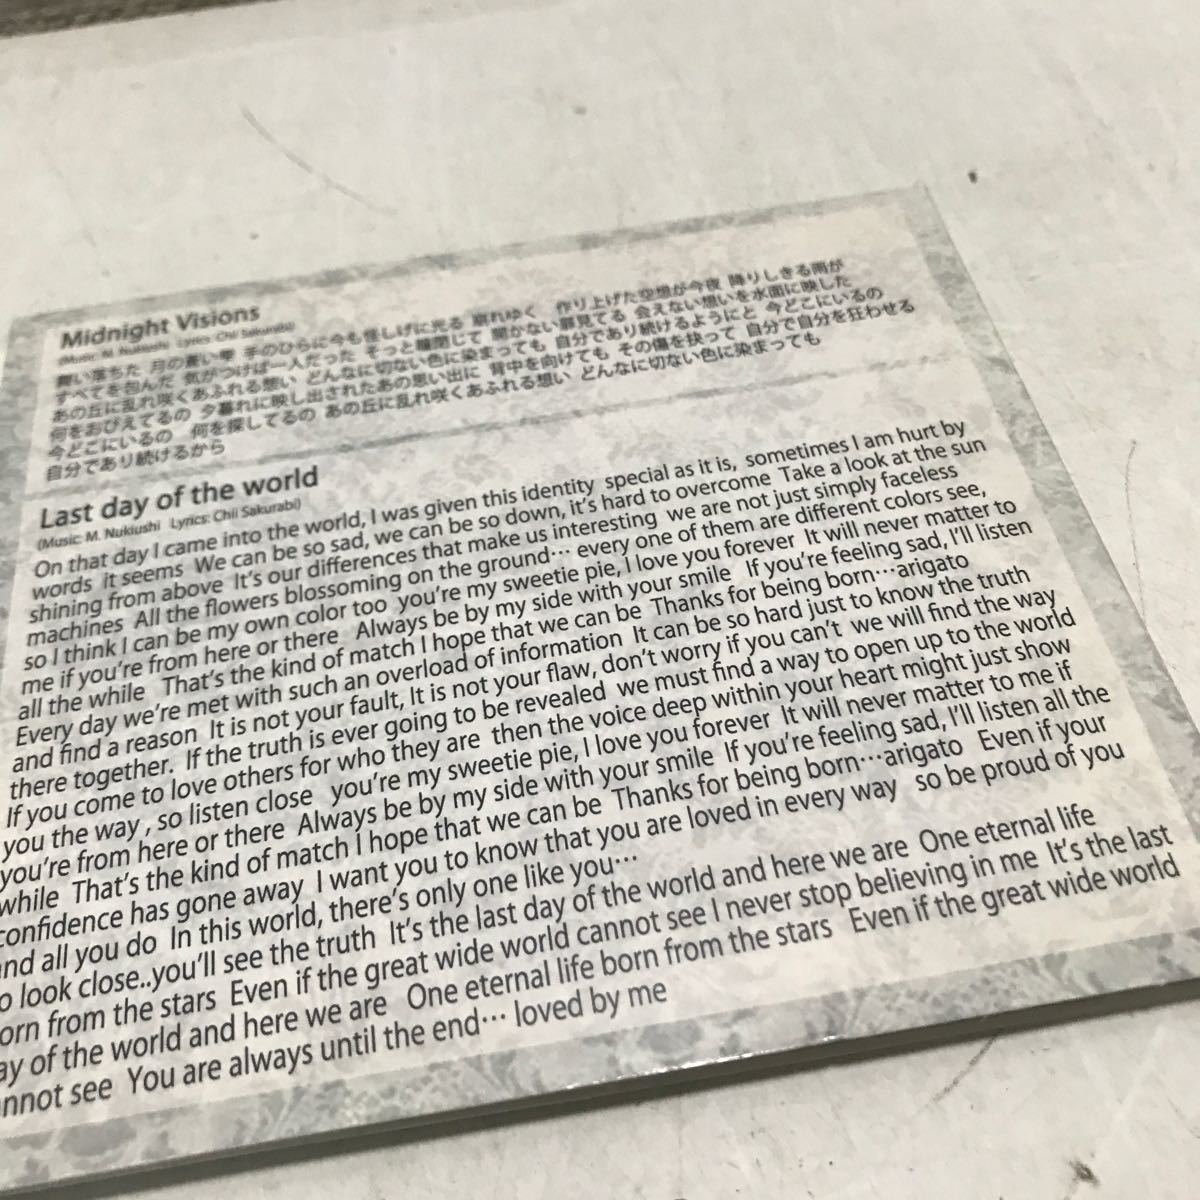 Midnight Visions
(Music: M. Nukiushi Lyrics: Chii Sakurabi)
舞い落ちた 月の蒼い雫 手のひらに今も怪しげに光る 崩れゆく 作り上げた空想が今夜 降りしきる雨が
すべてを包んだ 気がつけば一人だった そっと瞳閉じて 開かない扉見てる 会えない想いを水面に映した
あの丘に乱れ咲くあふれる想い どんなに切ない色に染まっても 自分であり続けるようにと 今どこにいるの
何をおびえてるの 夕暮れに映し出されたあの思い出に 背中を向けても その傷を抉って 自分で自分を狂わせる
今どこにいるの 何を探してるの あの丘に乱れ咲くあふれる想い どんなに切ない色に染まっても
自分であり続けるから
Last day of the world
(Music: M. Nukiushi Lyrics: Chii Sakurabi)
On that day I came into the world, I was given this identity special as it is, sometimes I am hurt by
words it seems We can be so sad, we can be so down, it's hard to overcome Take a look at the sun
shining from above It's our differences that make us interesting we are not just simply faceless
machines All the flowers blossoming on the ground… every one of them are different colors see,
so I think I can be my own color too you're my sweetie pie, I love you forever It will never matter to
me if you're from here or there Always be by my side with your smile If you're feeling sad, I'll listen
all the while That's the kind of match I hope that we can be Thanks for being born…arigato
Every day we're met with such an overload of information It can be so hard just to know the truth
and find a reason It is not your fault, It is not your flaw, don't worry if you can't we will find the way
there together. If the truth is ever going to be revealed we must find a way to open up to the world
If you come to love others for who they are then the voice deep within your heart might just show
you the way , so listen close you're my sweetie pie, I love you forever It will never matter to me if
you're from here or there Always be by my side with your smile If you're feeling sad, I'll listen all the
while That's the kind of match I hope that we can be Thanks for being born…arigato Even if your
confidence has gone away I want you to know that you are loved in every way so be proud of you
nd all you do In this world, there's only one like you…
o look close..you'll see the truth It's the last day of the world and here we are One eternal life
orn from the stars Even if the great wide world cannot see I never stop believing in me It's the last
ay of the world and here we are One eternal life born from the stars Even if the great wide world
nnot see You are always until the end… loved by me